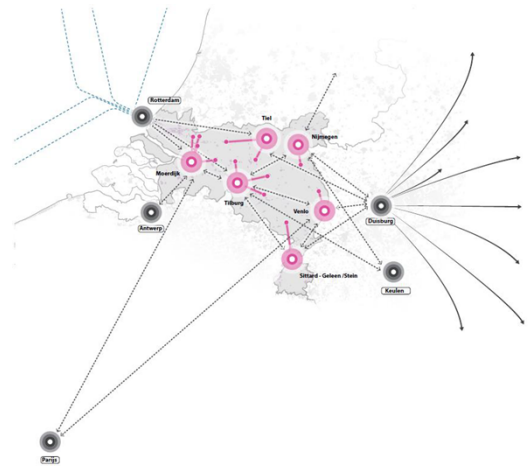 Rotterdam
Tiel
Nijmegen
Moerdijk
Tilburg
Venlo
Duisburg
Antwerp
Sittard - Geleen /Stein
Keulen
Parijs